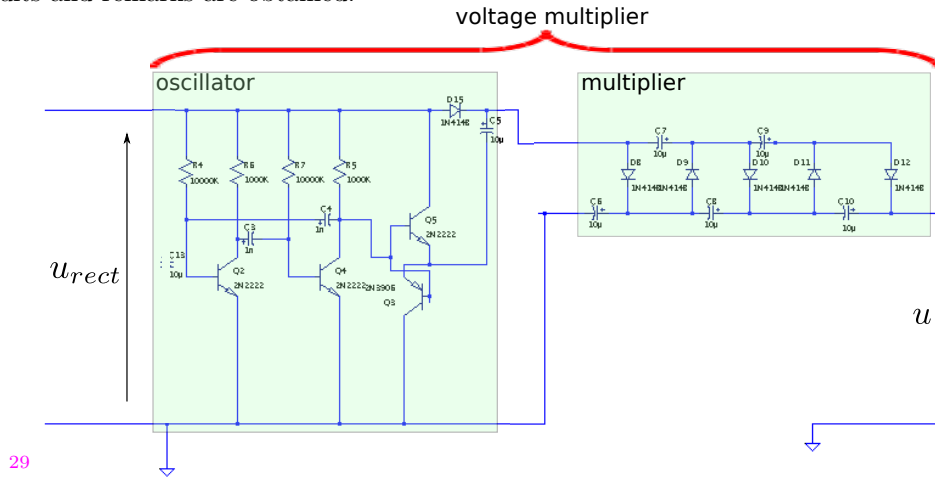 voltage multiplier
oscillator
multiplier
D15
1N4148
C5
10µ
R4
10000K
R6
1000K
R7
10000K
R5
1000K
C4
1n
C3
1n
C13
10µ
Q2
2N2222
Q4
2N2222
Q5
2N2222
2N3906
Q3
C7
10µ
C9
10µ
D8
1N4148
D9
1N4148
D10
1N4148
D11
1N4148
D12
1N4148
C6
10µ
C8
10µ
C10
10µ
u_rect
u
29